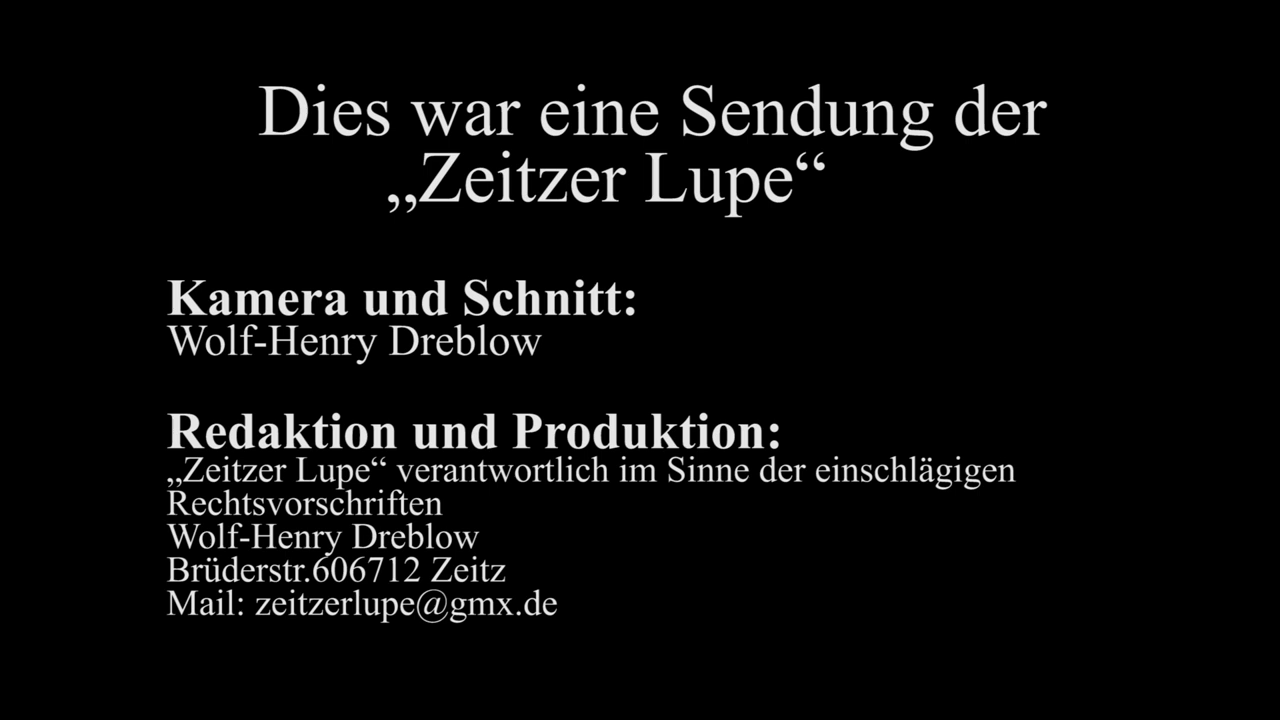 Dies war eine Sendung der
„Zeitzer Lupe“
Kamera und Schnitt:
Wolf-Henry Dreblow
Redaktion und Produktion:
„Zeitzer Lupe“ verantwortlich im Sinne der einschlägigen
Rechtsvorschriften
Wolf-Henry Dreblow
Brüderstr.606712 Zeitz
Mail: zeitzerlupe@gmx.de